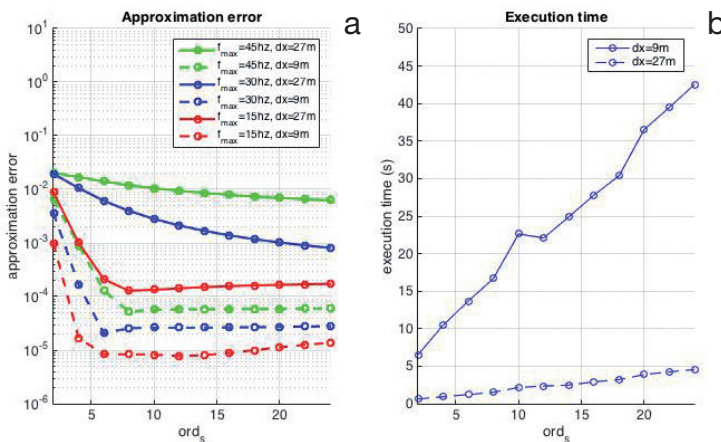 Approximation error
a
10^1
10^0
10^-1
10^-2
10^-3
10^-4
10^-5
10^-6
approximation error
5
10
15
20
ord_s
f_max=45hz, dx=27m
f_max=45hz, dx=9m
f_max=30hz, dx=27m
f_max=30hz, dx=9m
f_max=15hz, dx=27m
f_max=15hz, dx=9m
Execution time
b
50
45
40
35
30
25
20
15
10
5
0
execution time (s)
5
10
15
20
ord_s
dx=9m
dx=27m